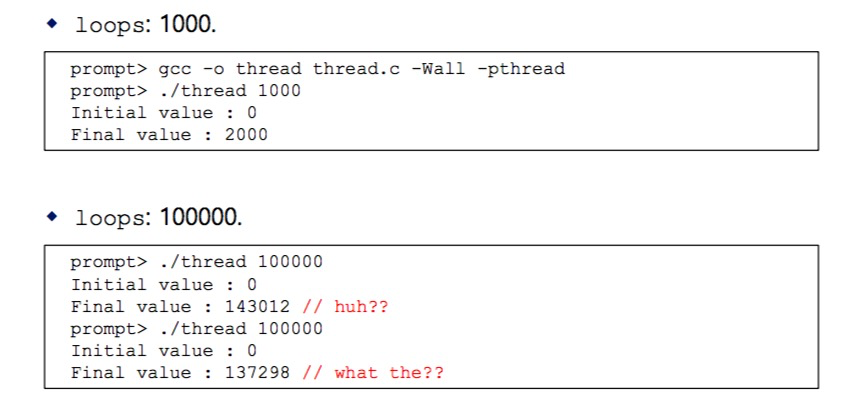 ◆ loops: 1000.
prompt> gcc -o thread thread.c -Wall -pthread
prompt> ./thread 1000
Initial value : 0
Final value : 2000
◆ loops: 100000.
prompt> ./thread 100000
Initial value : 0
Final value : 143012 // huh??
prompt> ./thread 100000
Initial value : 0
Final value : 137298 // what the??